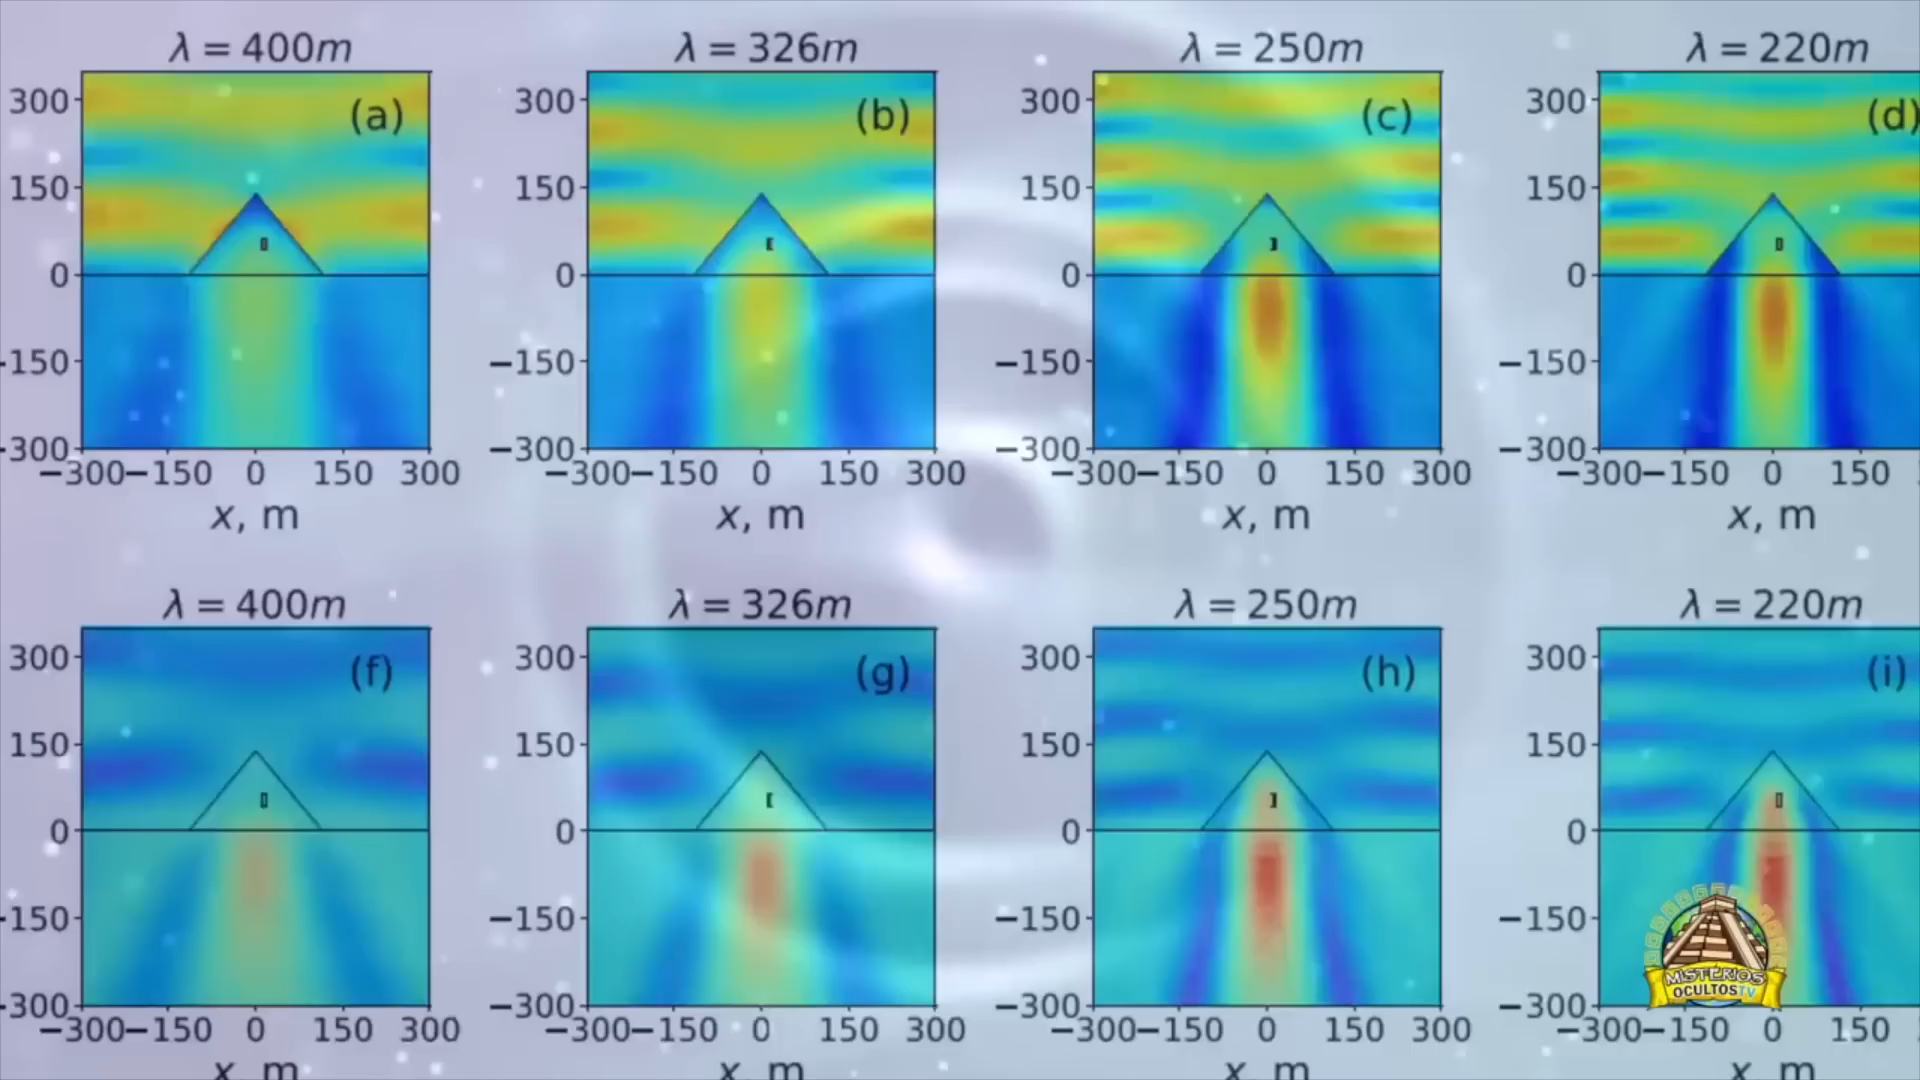 λ = 400m λ = 326m λ = 250m λ = 220m
(a) (b) (c) (d)
300 300 300 300
150 150 150 150
0 0 0 0
−150 −150 −150 −150
−300 −300 −300 −300
−300 −150 0 150 300 −300 −150 0 150 300 −300 −150 0 150 300 −300 −150 0 150
x, m x, m x, m x, m
λ = 400m λ = 326m λ = 250m λ = 220m
(f) (g) (h) (i)
300 300 300 300
150 150 150 150
0 0 0 0
−150 −150 −150 −150
−300 −300 −300 −300
−300 −150 0 150 300 −300 −150 0 150 300 −300 −150 0 150 300 −300 −150 0 150
x, m x, m x, m x, m
MISTERIOS
OCULTOSTV